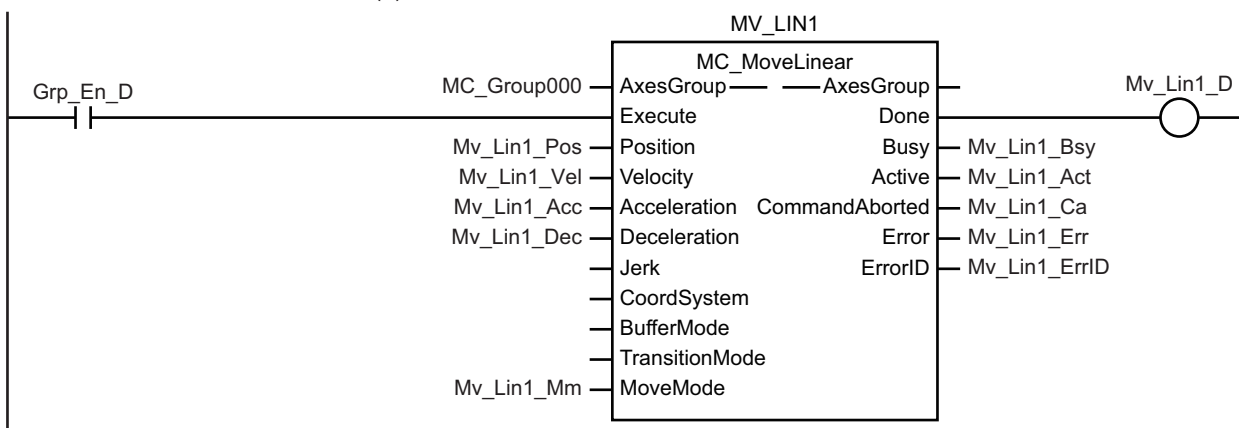 MV_LIN1
MC_MoveLinear
Grp_En_D
MC_Group000 AxesGroup AxesGroup Mv_Lin1_D
Execute Done
Mv_Lin1_Pos Position Busy Mv_Lin1_Bsy
Mv_Lin1_Vel Velocity Active Mv_Lin1_Act
Mv_Lin1_Acc Acceleration CommandAborted Mv_Lin1_Ca
Mv_Lin1_Dec Deceleration Error Mv_Lin1_Err
Jerk ErrorID Mv_Lin1_ErrID
CoordSystem
BufferMode
TransitionMode
Mv_Lin1_Mm MoveMode